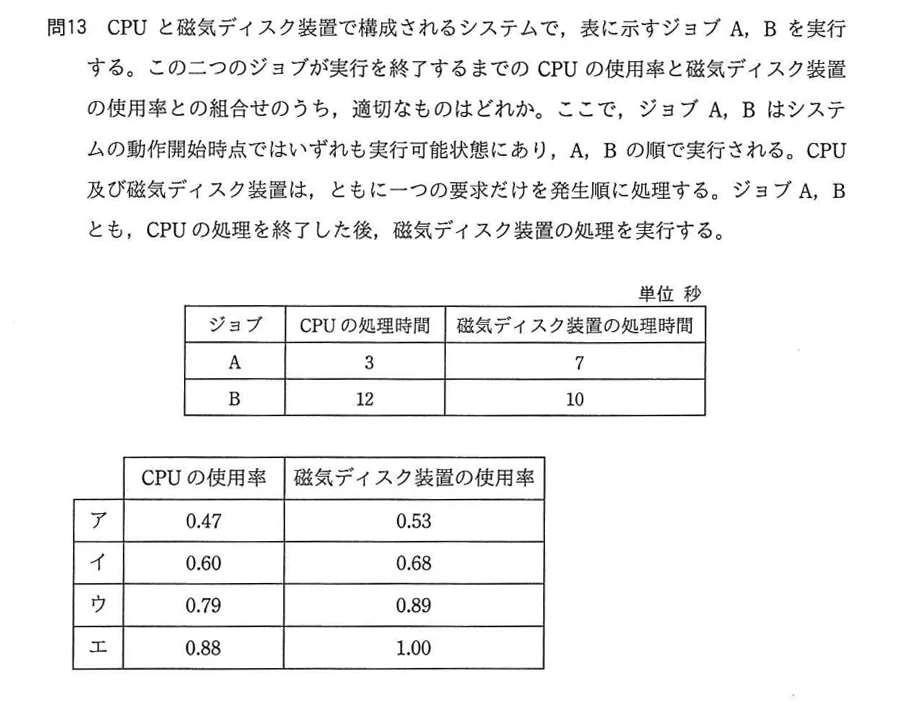 問13 CPU と磁気ディスク装置で構成されるシステムで，表に示すジョブ A，B を実行
する。この二つのジョブが実行を終了するまでの CPU の使用率と磁気ディスク装置
の使用率との組合せのうち，適切なものはどれか。ここで，ジョブ A，B はシステ
ムの動作開始時点ではいずれも実行可能状態にあり，A，B の順で実行される。CPU
及び磁気ディスク装置は，ともに一つの要求だけを発生順に処理する。ジョブ A，B
とも，CPU の処理を終了した後，磁気ディスク装置の処理を実行する。
単位 秒
ジョブ CPU の処理時間 磁気ディスク装置の処理時間
A 3 7
B 12 10
CPU の使用率 磁気ディスク装置の使用率
ア 0.47 0.53
イ 0.60 0.68
ウ 0.79 0.89
エ 0.88 1.00